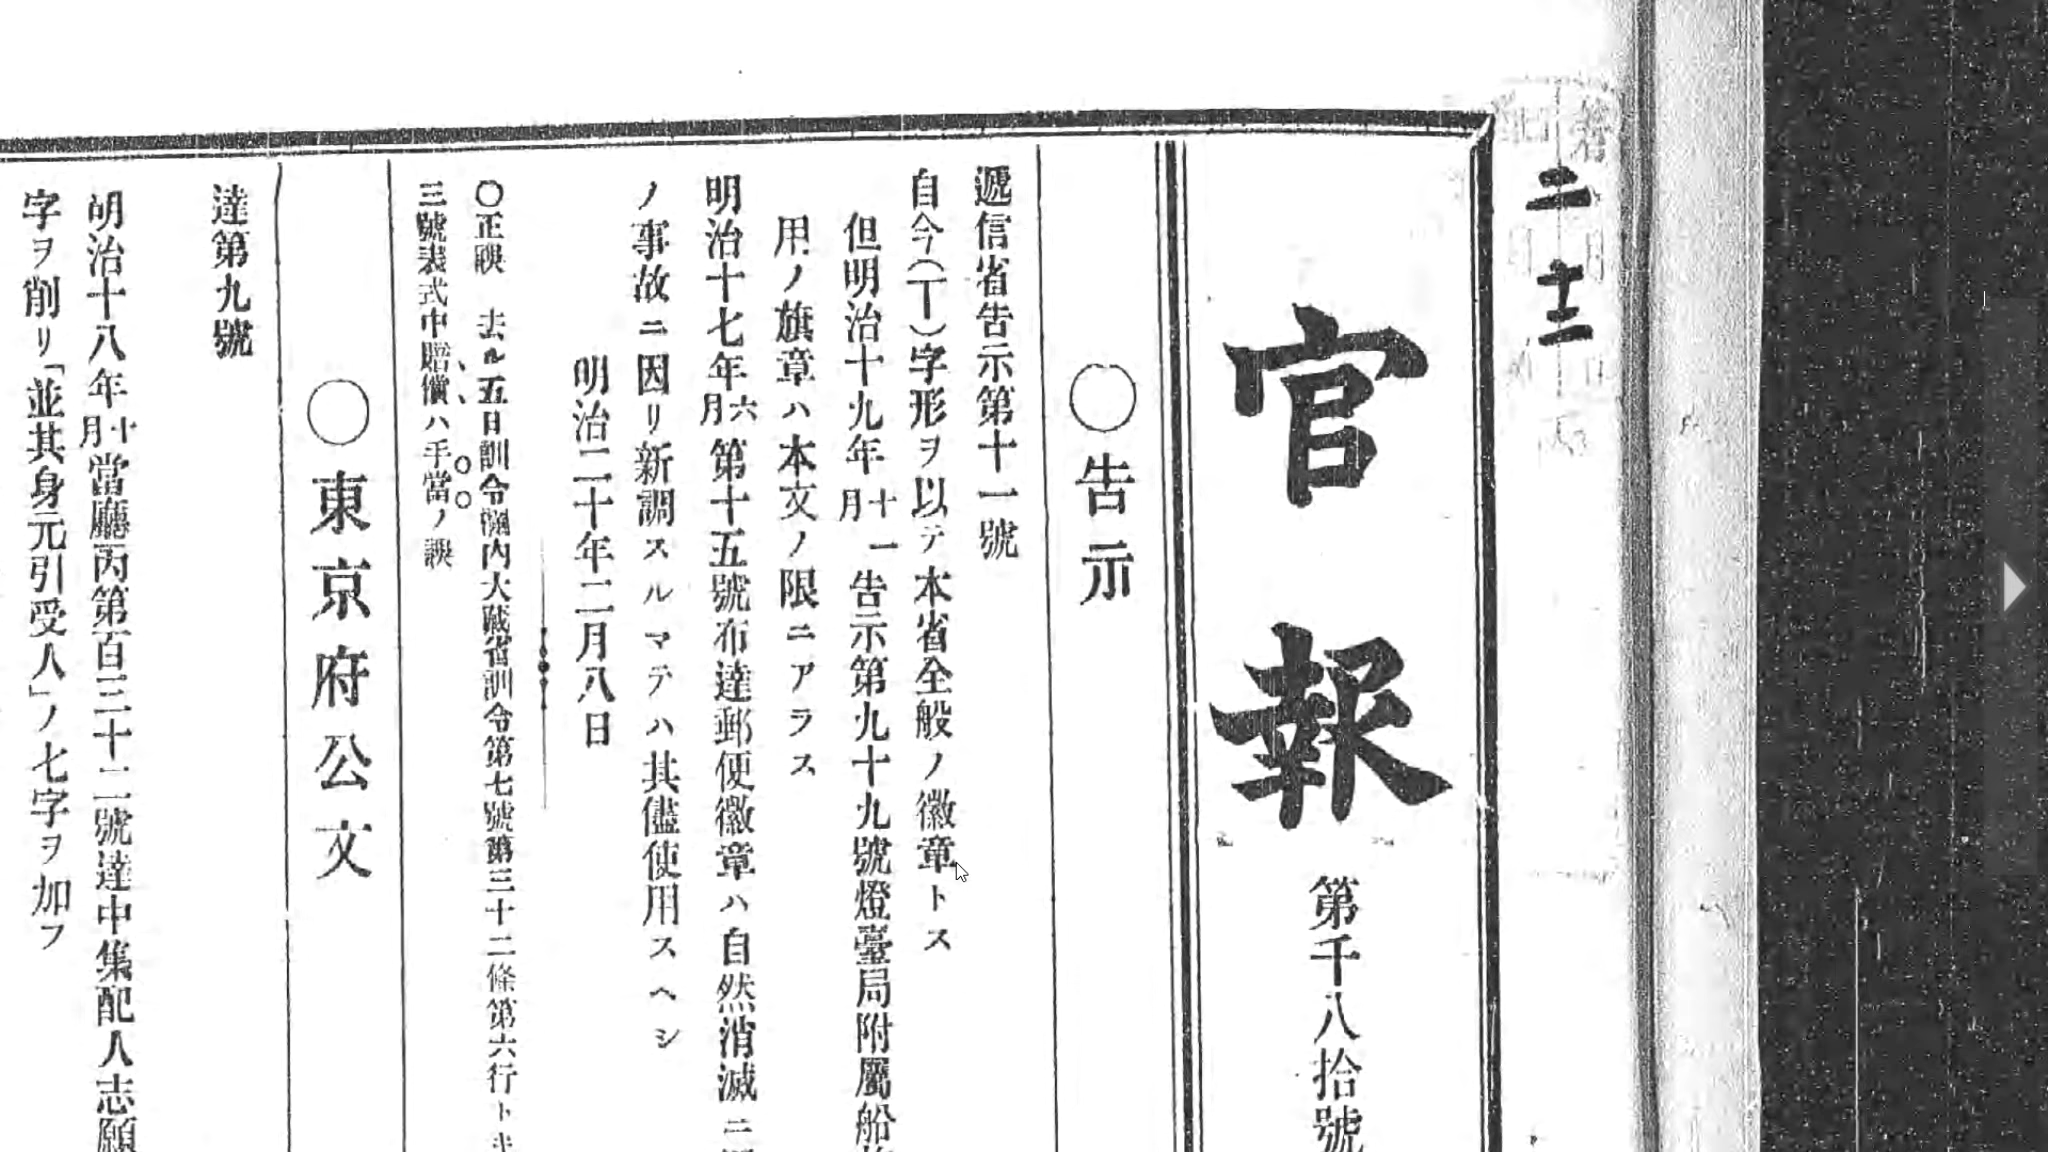 二
十二
官報
第千八拾號
○告示
遞信省告示第十一號
自今(丅)字形ヲ以テ本省全般ノ徽章トス
但明治十九年十一月告示第九十九號燈臺局附屬船
用ノ旗章ハ本文ノ限ニアラス
明治十七年六月第十五號布達郵便徽章ハ自然消滅ニ
ノ事故ニ因リ新調スルマテハ其儘使用スヘシ
明治二十年二月八日
○正誤 去ル五日訓令欄内大藏省訓令第七號第三十二條第六行ト
三號表式中贈償ハ手當ノ誤
○東京府公文
達第九號
明治十八年十月當廳丙第百三十二號達中集配人志願
字ヲ削リ「並其身元引受人」ノ七字ヲ加フ